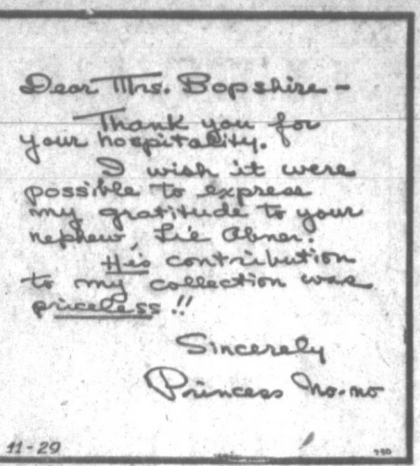 Dear Mrs. Bopshire -
Thank you for
your hospitality.
I wish it were
possible to express
my gratitude to your
nephew, Li'l Abner.
His contribution
to my collection was
priceless!!
Sincerely
Princess No-no
11-29